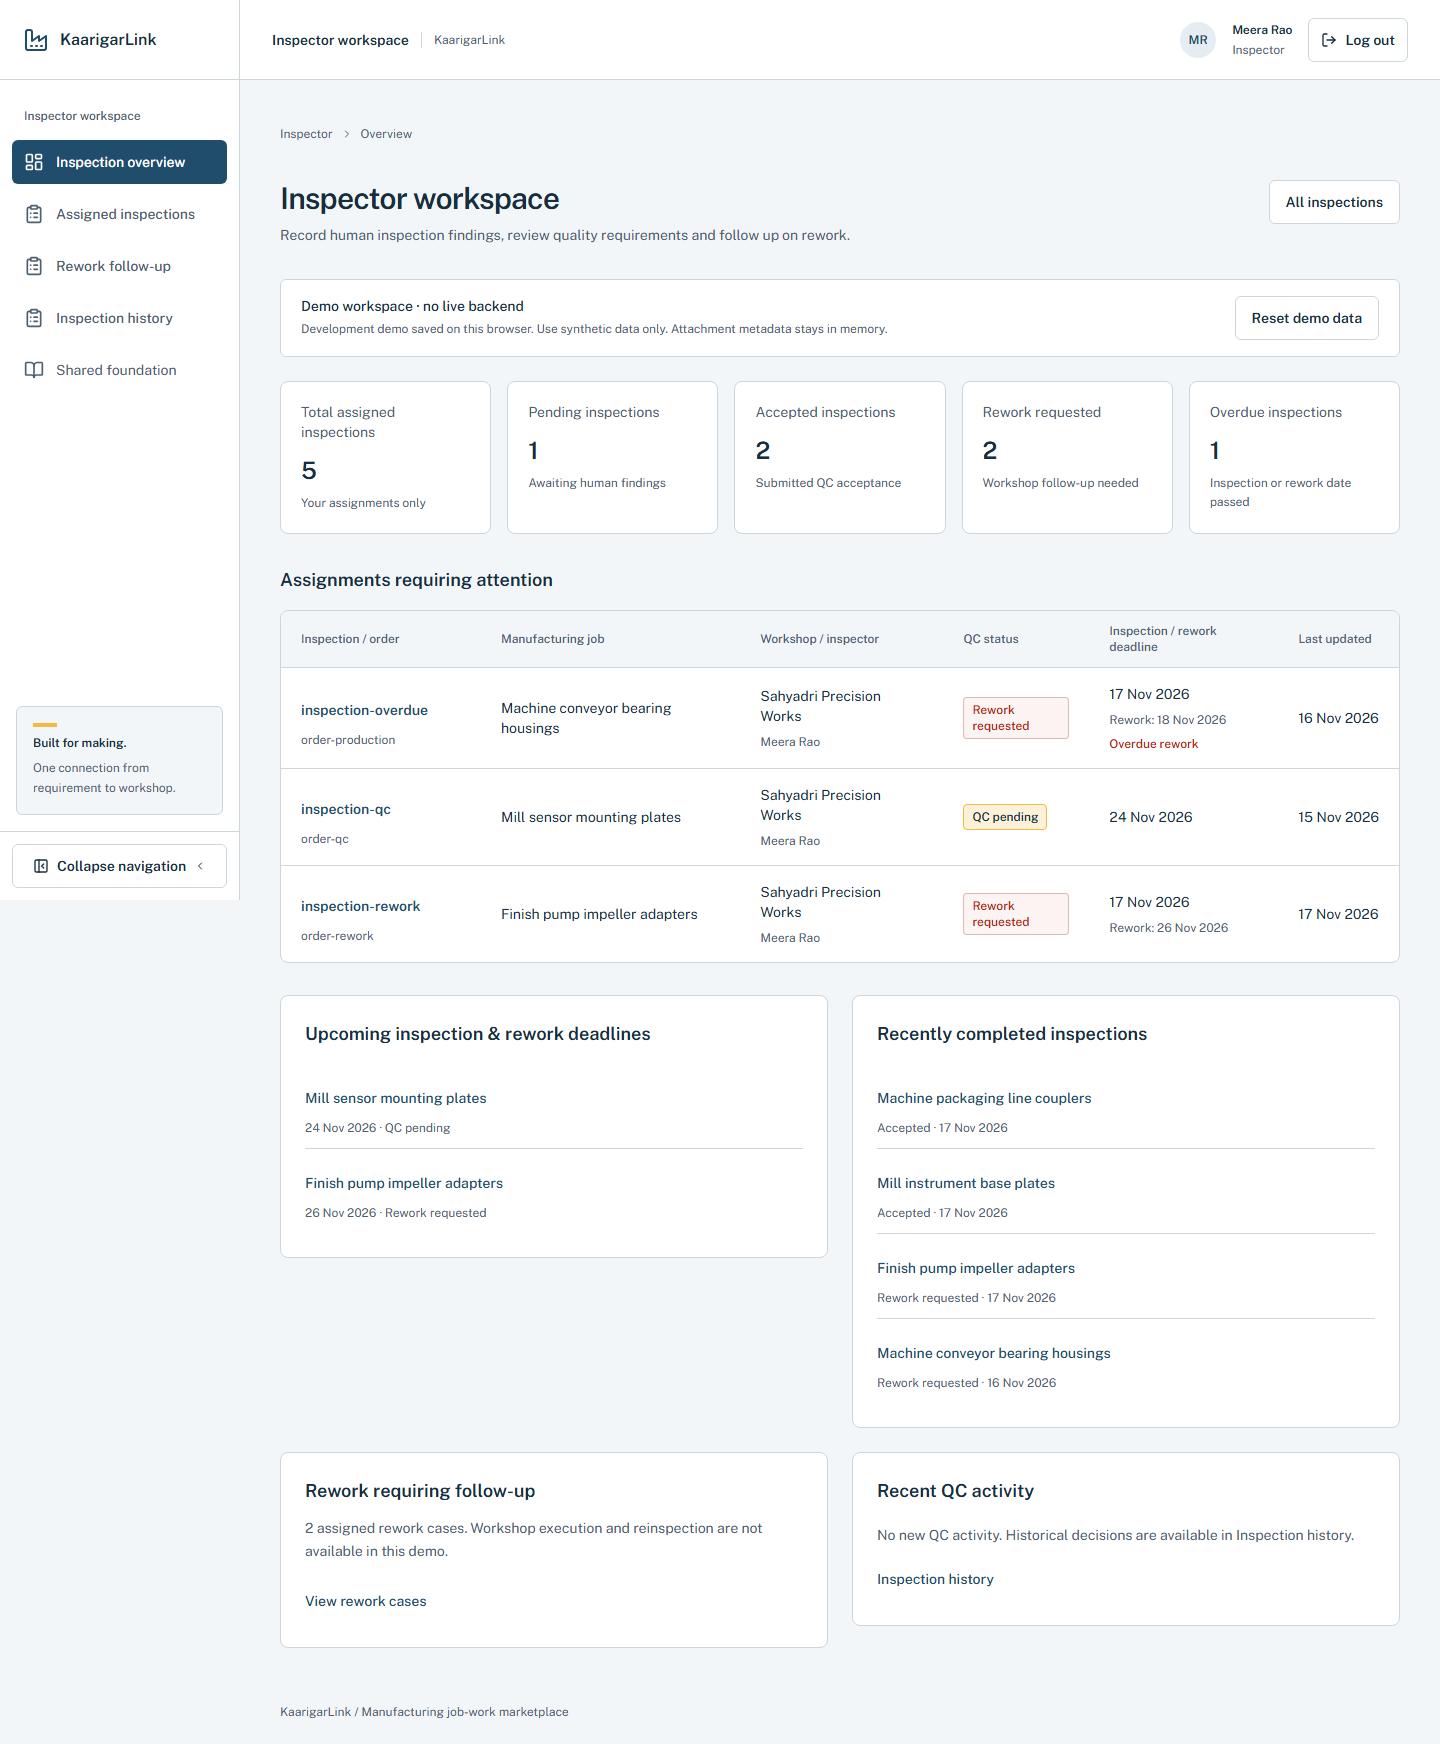 KaarigarLink
Inspector workspace
KaarigarLink
MR
Meera Rao
Inspector
Log out
Inspector workspace
Inspection overview
Assigned inspections
Rework follow-up
Inspection history
Shared foundation
Built for making.
One connection from
requirement to workshop.
Collapse navigation
Inspector
Overview
Inspector workspace
Record human inspection findings, review quality requirements and follow up on rework.
All inspections
Demo workspace · no live backend
Development demo saved on this browser. Use synthetic data only. Attachment metadata stays in memory.
Reset demo data
Total assigned
inspections
5
Your assignments only
Pending inspections
1
Awaiting human findings
Accepted inspections
2
Submitted QC acceptance
Rework requested
2
Workshop follow-up needed
Overdue inspections
1
Inspection or rework date
passed
Assignments requiring attention
Inspection / order
Manufacturing job
Workshop / inspector
QC status
Inspection / rework
deadline
Last updated
inspection-overdue
order-production
Machine conveyor bearing
housings
Sahyadri Precision
Works
Meera Rao
Rework
requested
17 Nov 2026
Rework: 18 Nov 2026
Overdue rework
16 Nov 2026
inspection-qc
order-qc
Mill sensor mounting plates
Sahyadri Precision
Works
Meera Rao
QC pending
24 Nov 2026
15 Nov 2026
inspection-rework
order-rework
Finish pump impeller adapters
Sahyadri Precision
Works
Meera Rao
Rework
requested
17 Nov 2026
Rework: 26 Nov 2026
17 Nov 2026
Upcoming inspection & rework deadlines
Mill sensor mounting plates
24 Nov 2026 · QC pending
Finish pump impeller adapters
26 Nov 2026 · Rework requested
Recently completed inspections
Machine packaging line couplers
Accepted · 17 Nov 2026
Mill instrument base plates
Accepted · 17 Nov 2026
Finish pump impeller adapters
Rework requested · 17 Nov 2026
Machine conveyor bearing housings
Rework requested · 16 Nov 2026
Rework requiring follow-up
2 assigned rework cases. Workshop execution and reinspection are not
available in this demo.
View rework cases
Recent QC activity
No new QC activity. Historical decisions are available in Inspection history.
Inspection history
KaarigarLink / Manufacturing job-work marketplace